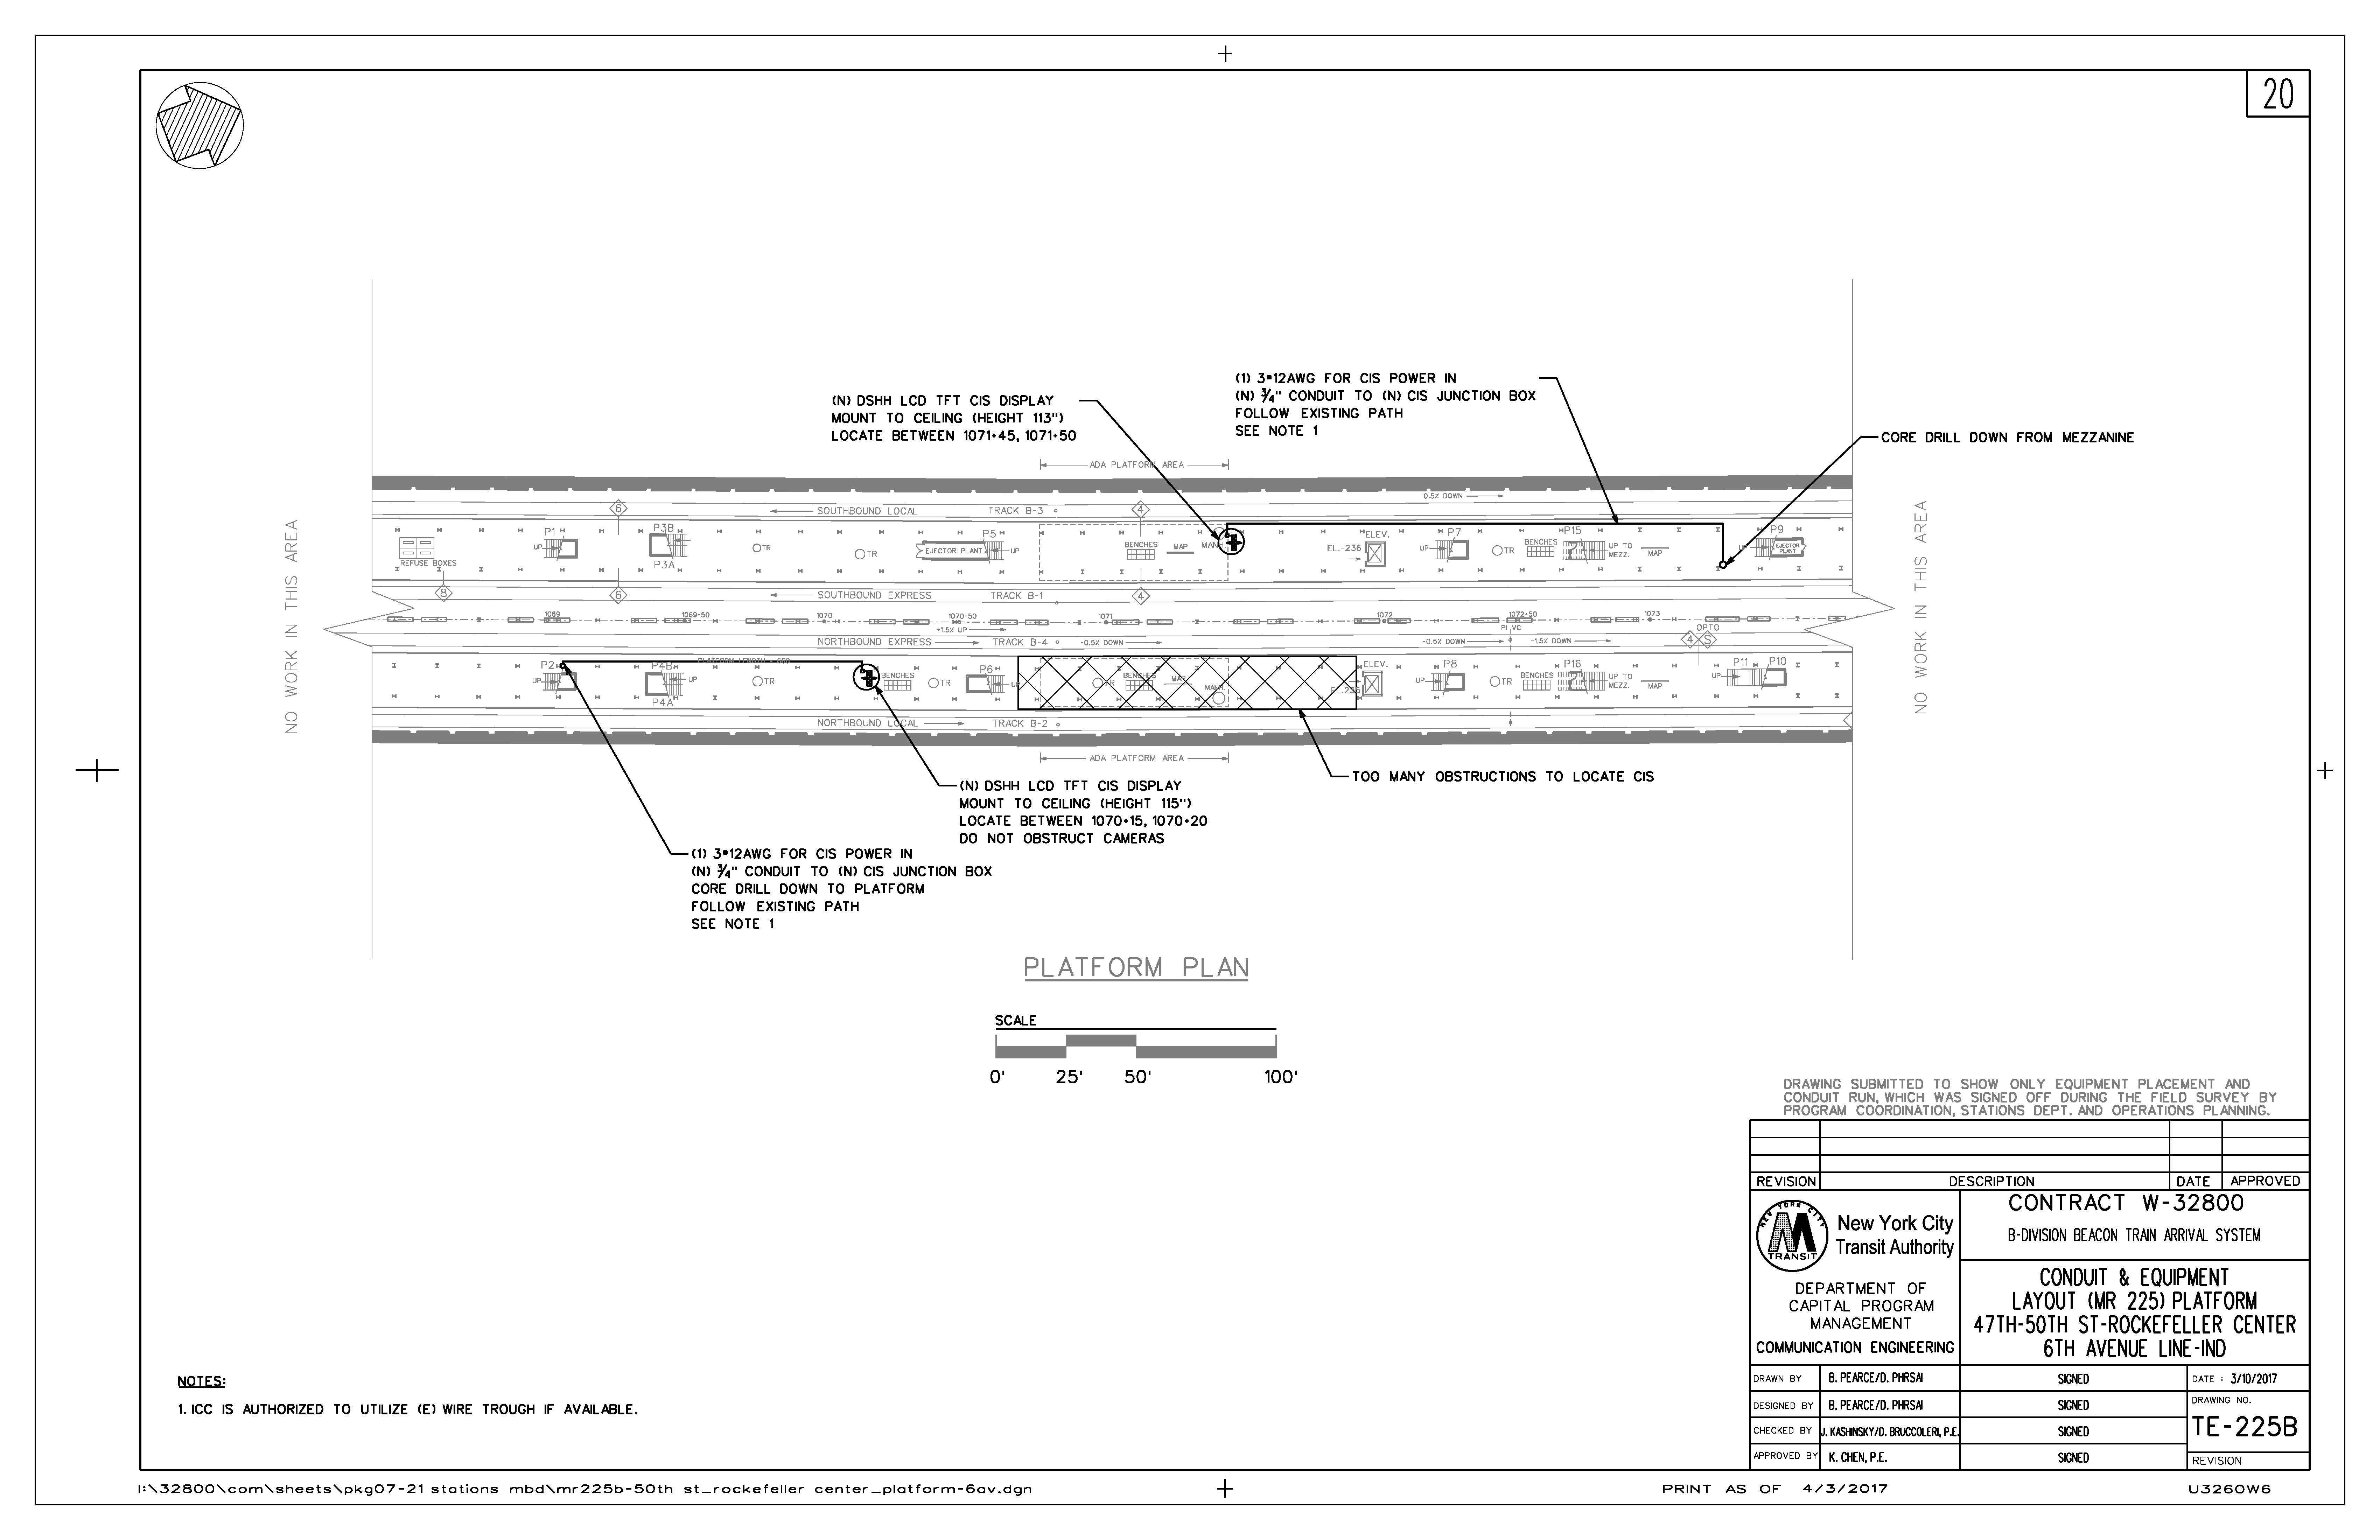 20
(1) 3#12AWG FOR CIS POWER IN
(N) ¾" CONDUIT TO (N) CIS JUNCTION BOX
FOLLOW EXISTING PATH
SEE NOTE 1
(N) DSHH LCD TFT CIS DISPLAY
MOUNT TO CEILING (HEIGHT 113")
LOCATE BETWEEN 1071+45, 1071+50
CORE DRILL DOWN FROM MEZZANINE
ADA PLATFORM AREA
0.5% DOWN
SOUTHBOUND LOCAL TRACK B-3
6
4
P1
P3B
P5
ELEV.
P7
P15
P9
UP
TR
TR
EJECTOR PLANT
UP
BENCHES
MAP
MANH.
EL.-236
UP
TR
BENCHES
UP TO
MEZZ.
MAP
UP
EJECTOR
PLANT
REFUSE BOXES
P3A
8
6
SOUTHBOUND EXPRESS TRACK B-1
4
1069
1069+50
1070
1070+50
1071
1072
1072+50
1073
+1.5% UP
PI VC
OPTO
NORTHBOUND EXPRESS TRACK B-4
-0.5% DOWN
-0.5% DOWN
-1.5% DOWN
4
S
P2
P4B
P6
ELEV.
P8
P16
P11
P10
UP
UP
TR
BENCHES
TR
UP
TR
BENCHES
MAP
MANH.
EL.236
UP
TR
BENCHES
UP TO
MEZZ.
MAP
UP
P4A
NORTHBOUND LOCAL TRACK B-2
ADA PLATFORM AREA
NO WORK IN THIS AREA
NO WORK IN THIS AREA
TOO MANY OBSTRUCTIONS TO LOCATE CIS
(N) DSHH LCD TFT CIS DISPLAY
MOUNT TO CEILING (HEIGHT 115")
LOCATE BETWEEN 1070+15, 1070+20
DO NOT OBSTRUCT CAMERAS
(1) 3#12AWG FOR CIS POWER IN
(N) ¾" CONDUIT TO (N) CIS JUNCTION BOX
CORE DRILL DOWN TO PLATFORM
FOLLOW EXISTING PATH
SEE NOTE 1
PLATFORM PLAN
SCALE
0' 25' 50' 100'
DRAWING SUBMITTED TO SHOW ONLY EQUIPMENT PLACEMENT AND
CONDUIT RUN, WHICH WAS SIGNED OFF DURING THE FIELD SURVEY BY
PROGRAM COORDINATION, STATIONS DEPT. AND OPERATIONS PLANNING.
REVISION DESCRIPTION DATE APPROVED
NEW YORK CITY
TRANSIT
New York City
Transit Authority
DEPARTMENT OF
CAPITAL PROGRAM
MANAGEMENT
COMMUNICATION ENGINEERING
CONTRACT W-32800
B-DIVISION BEACON TRAIN ARRIVAL SYSTEM
CONDUIT & EQUIPMENT
LAYOUT (MR 225) PLATFORM
47TH-50TH ST-ROCKEFELLER CENTER
6TH AVENUE LINE-IND
DRAWN BY B. PEARCE/D. PHRSAI SIGNED DATE : 3/10/2017
DESIGNED BY B. PEARCE/D. PHRSAI SIGNED
CHECKED BY J. KASHINSKY/D. BRUCCOLERI, P.E. SIGNED
APPROVED BY K. CHEN, P.E. SIGNED
DRAWING NO.
TE-225B
REVISION
NOTES:
1. ICC IS AUTHORIZED TO UTILIZE (E) WIRE TROUGH IF AVAILABLE.
I:\32800\com\sheets\pkg07-21 stations mbd\mr225b-50th st_rockefeller center_platform-6av.dgn
PRINT AS OF 4/3/2017
U3260W6